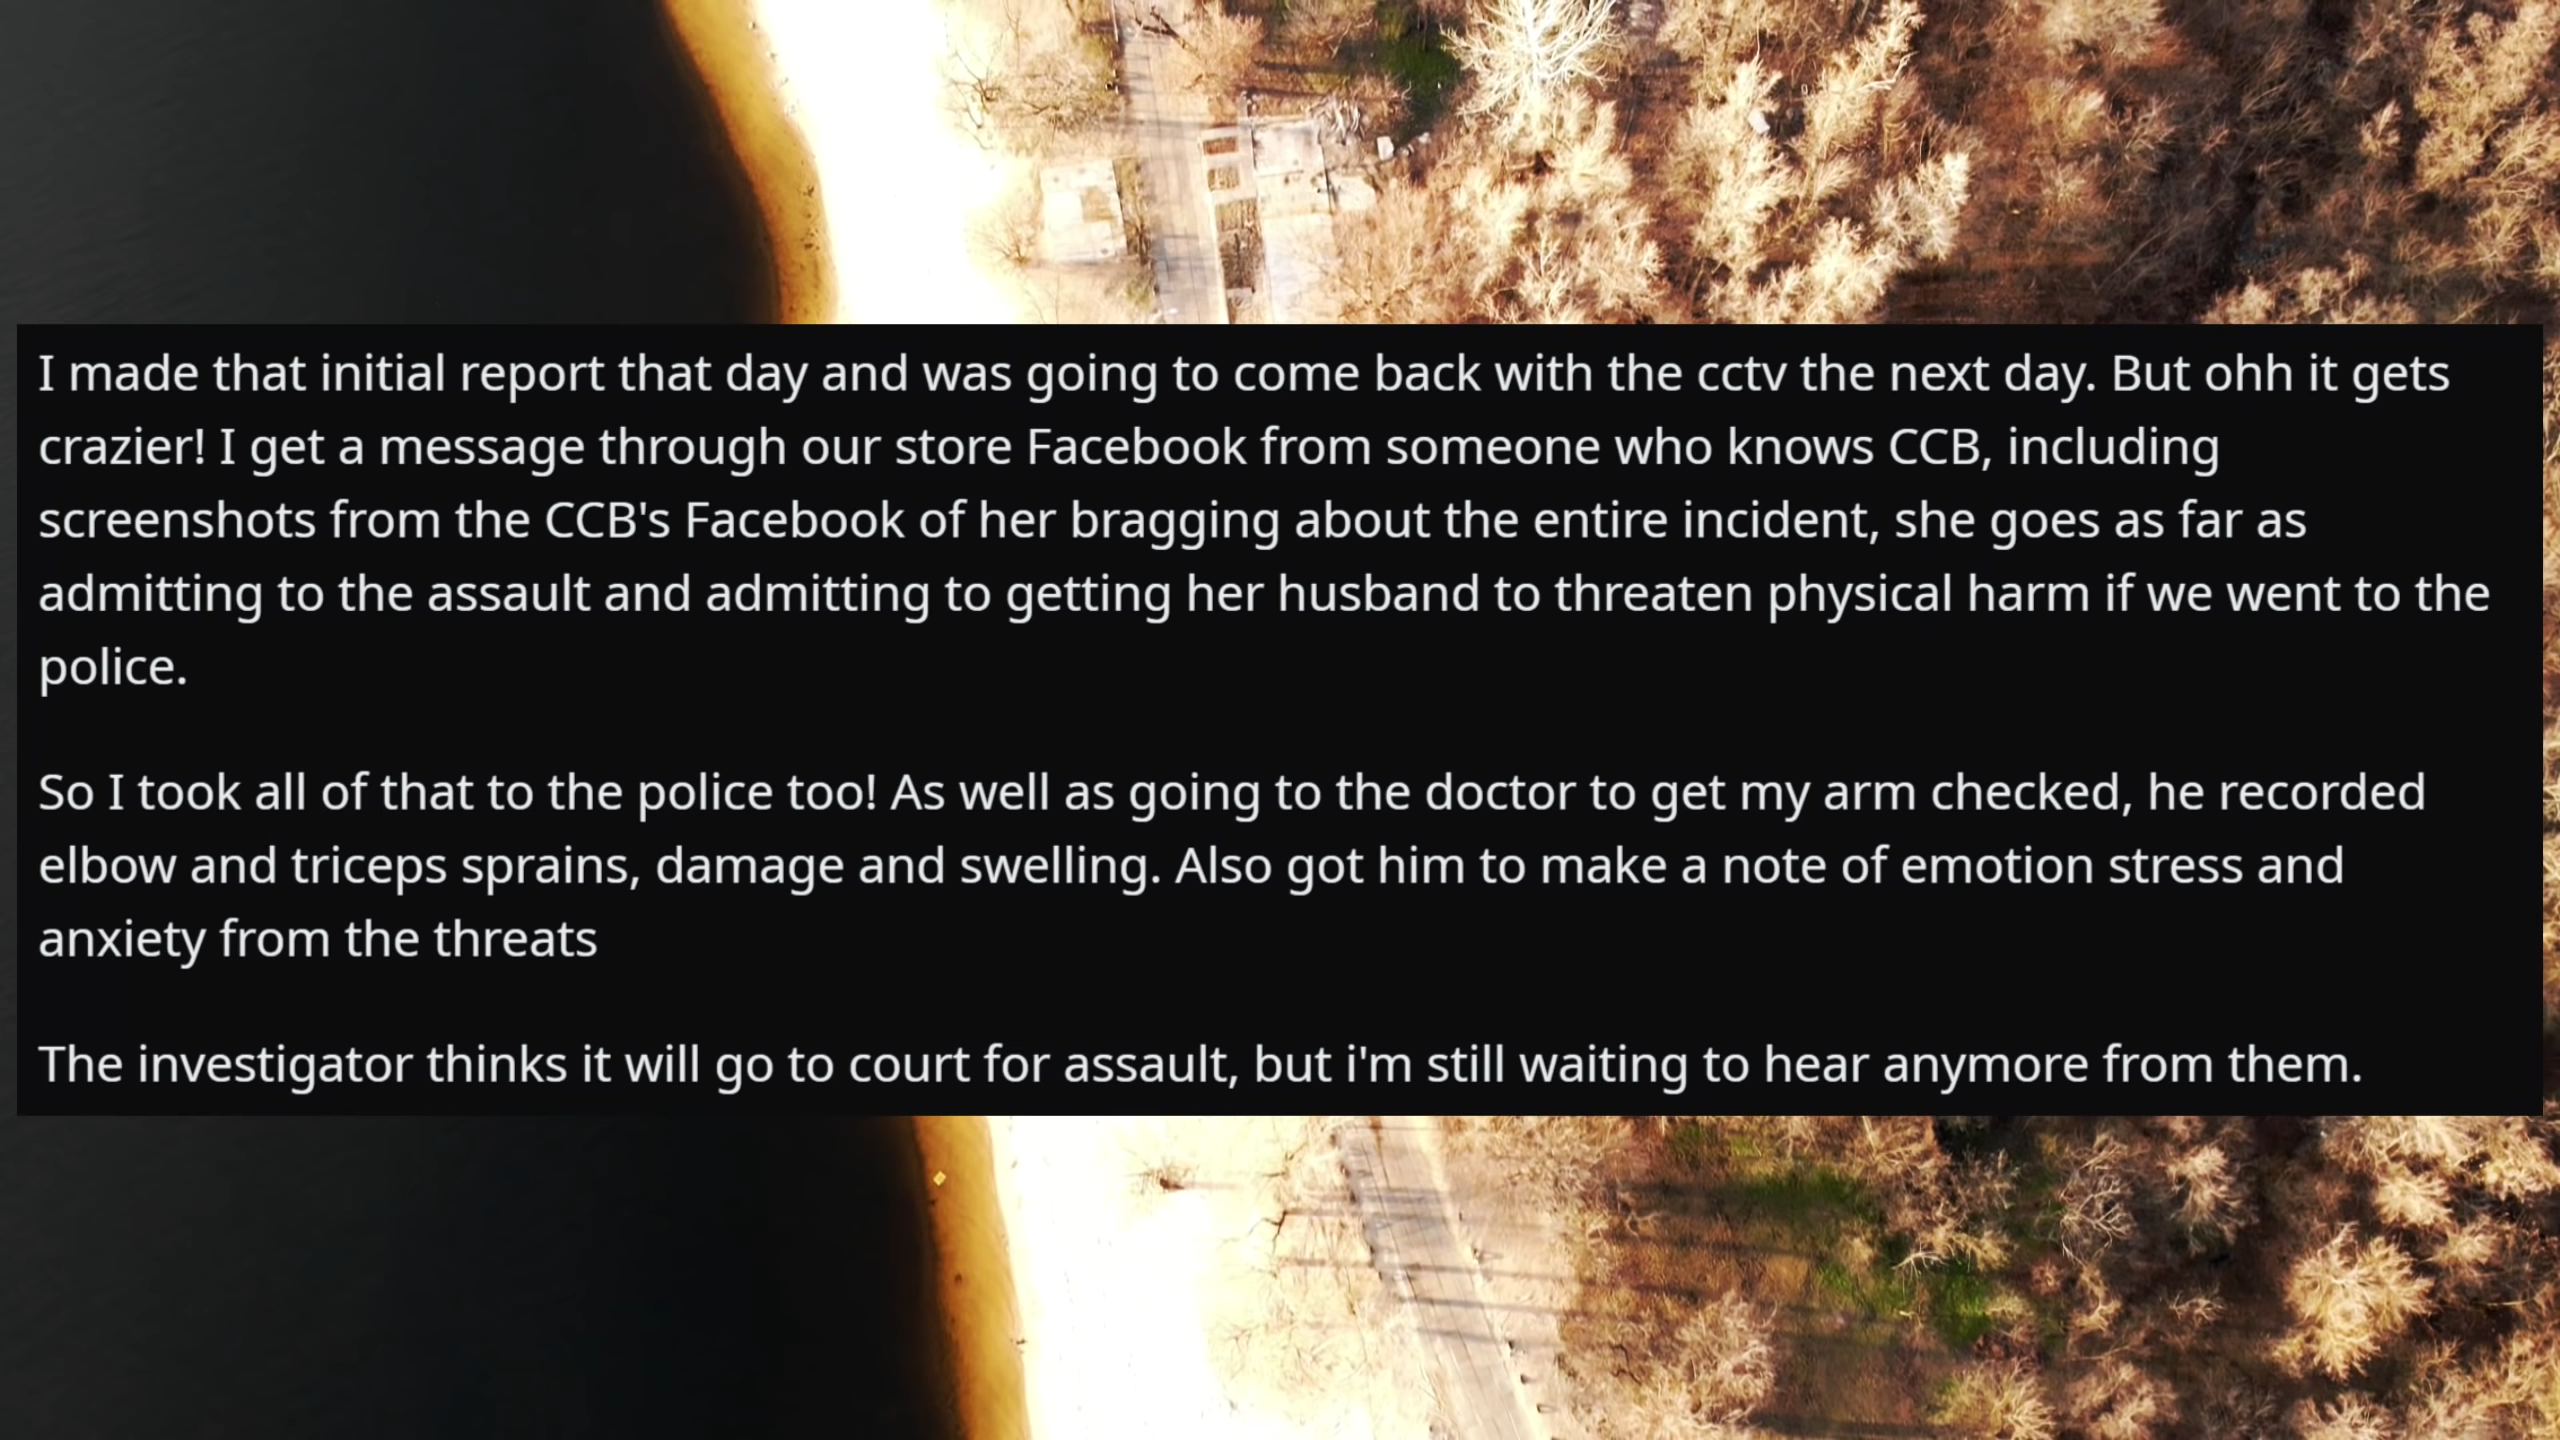 I made that initial report that day and was going to come back with the cctv the next day. But ohh it gets
crazier! I get a message through our store Facebook from someone who knows CCB, including
screenshots from the CCB's Facebook of her bragging about the entire incident, she goes as far as
admitting to the assault and admitting to getting her husband to threaten physical harm if we went to the
police.
So I took all of that to the police too! As well as going to the doctor to get my arm checked, he recorded
elbow and triceps sprains, damage and swelling. Also got him to make a note of emotion stress and
anxiety from the threats
The investigator thinks it will go to court for assault, but i'm still waiting to hear anymore from them.